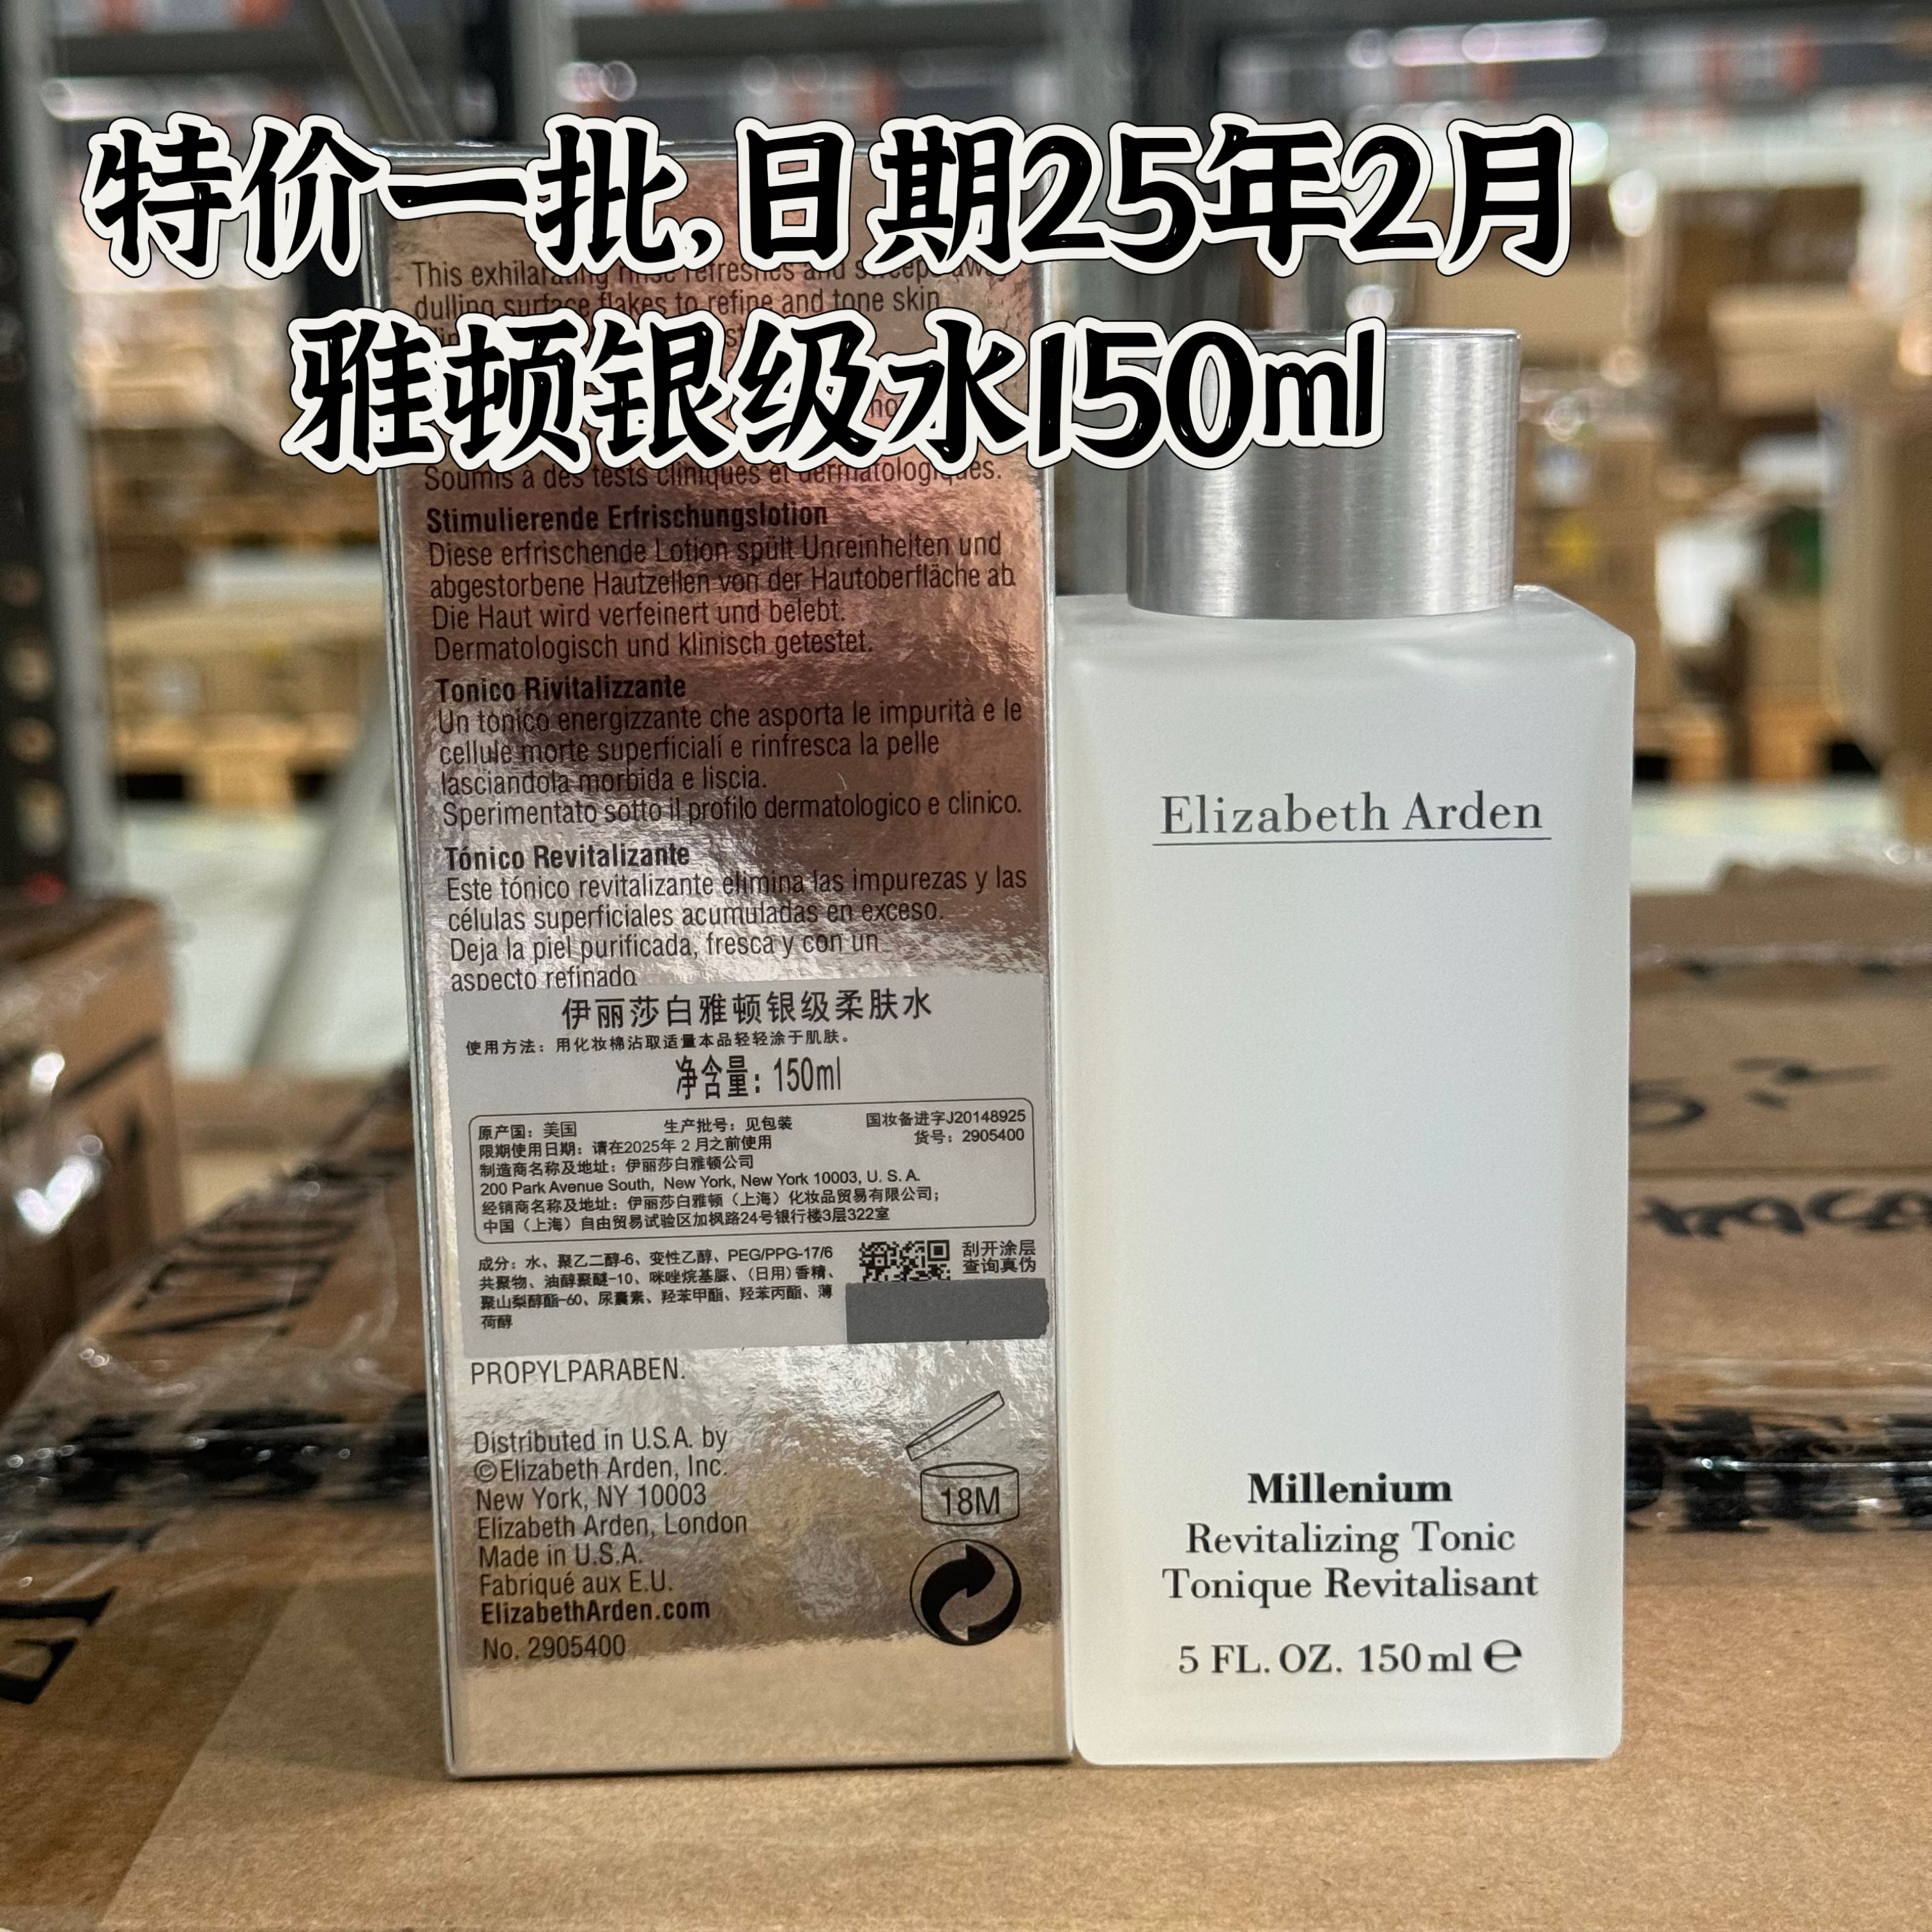 特价一批,日期25年2月
雅顿银级水150ml
This exhilarating rinse refreshes and
dulling surface flakes to refine and tone skin.
Soumis à des tests cliniques et dermatologiques.
Stimulierende Erfrischungslotion
Diese erfrischende Lotion spült Unreinheiten und
abgestorbene Hautzellen von der Hautoberfläche ab.
Die Haut wird verfeinert und belebt.
Dermatologisch und klinisch getestet.
Tonico Rivitalizzante
Un tonico energizzante che asporta le impurità e le
cellule morte superficiali e rinfresca la pelle
lasciandola morbida e liscia.
Sperimentato sotto il profilo dermatologico e clinico.
Tónico Revitalizante
Este tónico revitalizante elimina las impurezas y las
células superficiales acumuladas en exceso.
Deja la piel purificada, fresca y con un
aspecto refinado
伊丽莎白雅顿银级柔肤水
使用方法：用化妆棉沾取适量本品轻轻涂于肌肤。
净含量：150ml
原产国：美国 生产批号：见包装 国妆备进字J20148925
限期使用日期：请在2025年 2 月之前使用 货号：2905400
制造商名称及地址：伊丽莎白雅顿公司
200 Park Avenue South, New York, New York 10003, U. S. A.
经销商名称及地址：伊丽莎白雅顿（上海）化妆品贸易有限公司；
中国（上海）自由贸易试验区加枫路24号银行楼3层322室
成分：水、聚乙二醇-6、变性乙醇、PEG/PPG-17/6
共聚物、油醇聚醚-10、咪唑烷基脲、（日用）香精、
聚山梨醇酯-60、尿囊素、羟苯甲酯、羟苯丙酯、薄
荷醇
刮开涂层
查询真伪
PROPYLPARABEN.
Distributed in U.S.A. by
©Elizabeth Arden, Inc.
New York, NY 10003
Elizabeth Arden, London
Made in U.S.A.
Fabriqué aux E.U.
ElizabethArden.com
No. 2905400
18M
Elizabeth Arden
Millenium
Revitalizing Tonic
Tonique Revitalisant
5 FL. OZ. 150 ml ℮